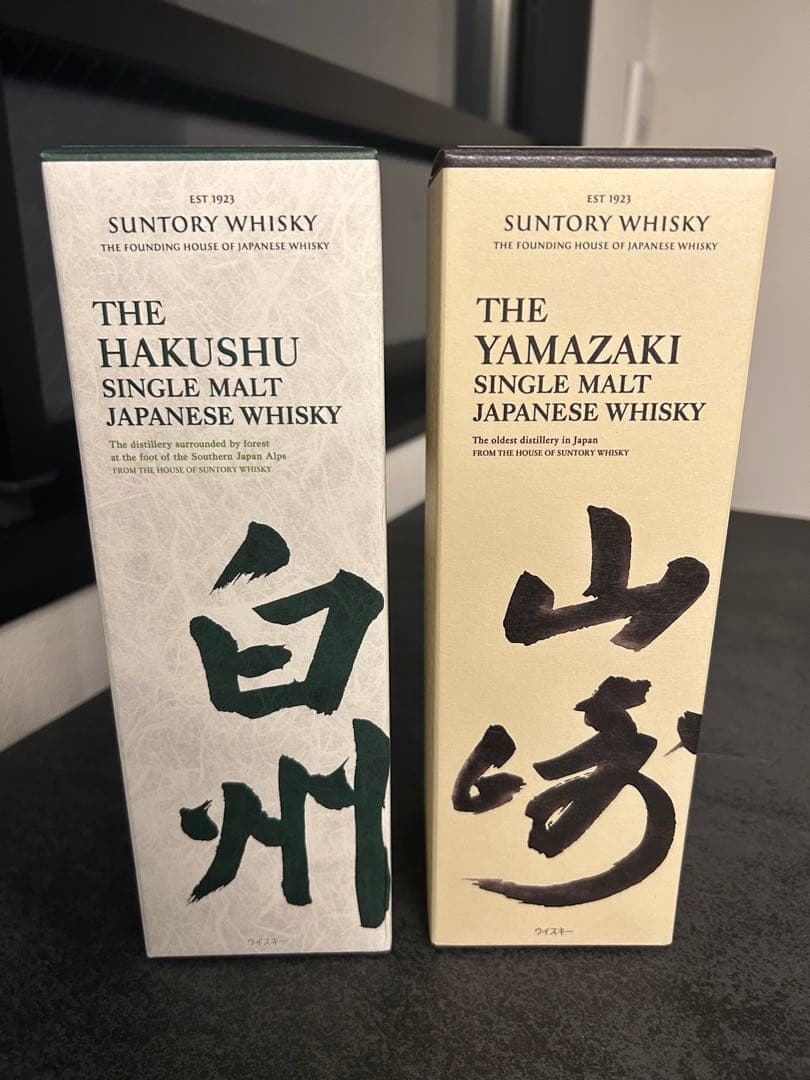 EST 1923
SUNTORY WHISKY
THE FOUNDING HOUSE OF JAPANESE WHISKY
THE
HAKUSHU
SINGLE MALT
JAPANESE WHISKY
The distillery surrounded by forest
at the foot of the Southern Japan Alps
FROM THE HOUSE OF SUNTORY WHISKY
白
州
ウイスキー
EST 1923
SUNTORY WHISKY
THE FOUNDING HOUSE OF JAPANESE WHISKY
THE
YAMAZAKI
SINGLE MALT
JAPANESE WHISKY
The oldest distillery in Japan
FROM THE HOUSE OF SUNTORY WHISKY
山
崎
ウイスキー